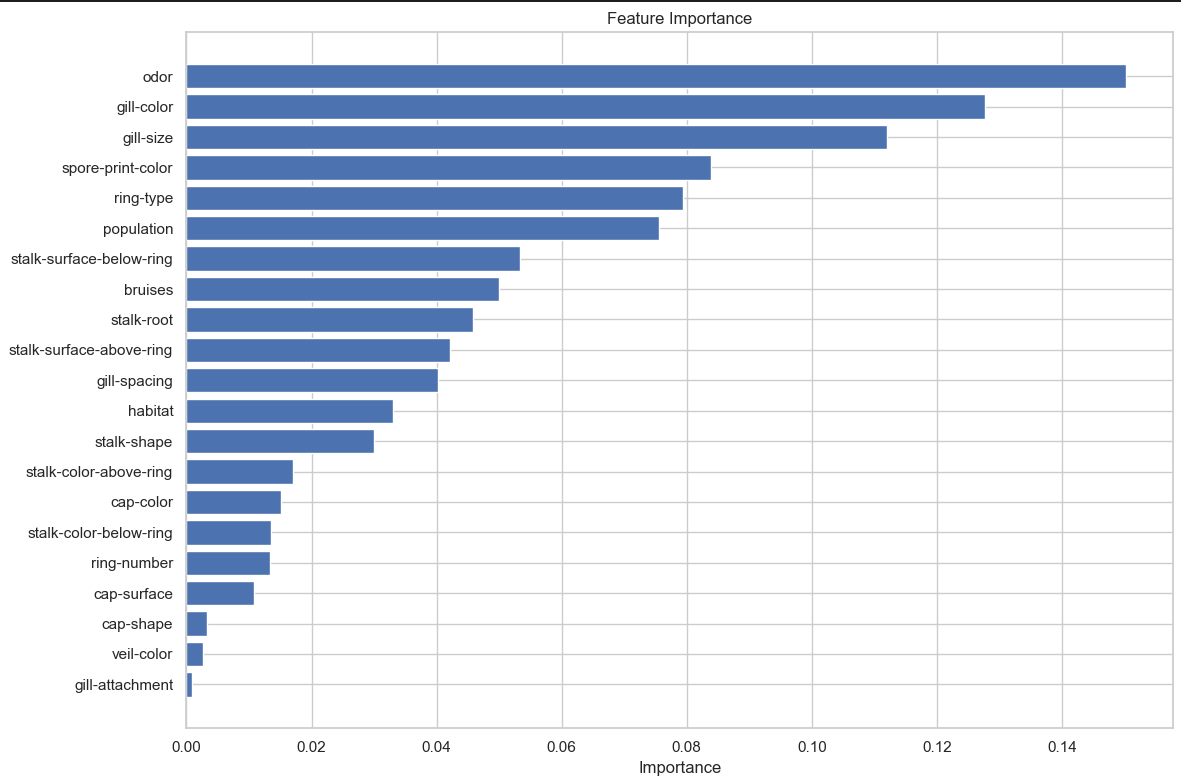 Feature Importance
odor
gill-color
gill-size
spore-print-color
ring-type
population
stalk-surface-below-ring
bruises
stalk-root
stalk-surface-above-ring
gill-spacing
habitat
stalk-shape
stalk-color-above-ring
cap-color
stalk-color-below-ring
ring-number
cap-surface
cap-shape
veil-color
gill-attachment
0.00 0.02 0.04 0.06 0.08 0.10 0.12 0.14
Importance